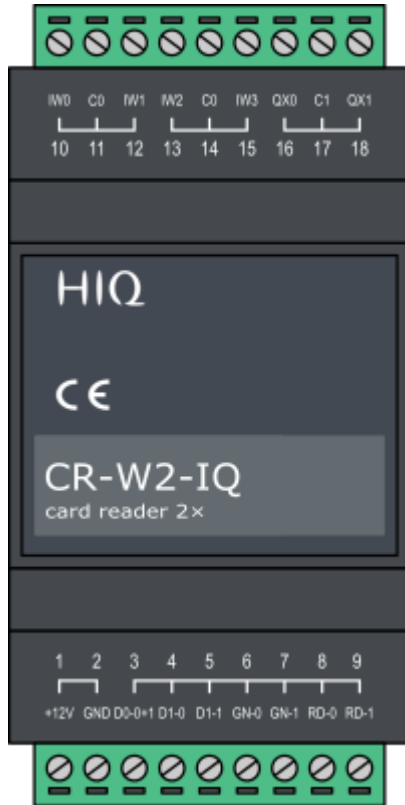 IW0 C0 IW1 IW2 C0 IW3 QX0 C1 QX1
10 11 12 13 14 15 16 17 18
HIQ
CE
CR-W2-IQ
card reader 2×
1 2 3 4 5 6 7 8 9
+12V GND D0-0+1 D1-0 D1-1 GN-0 GN-1 RD-0 RD-1